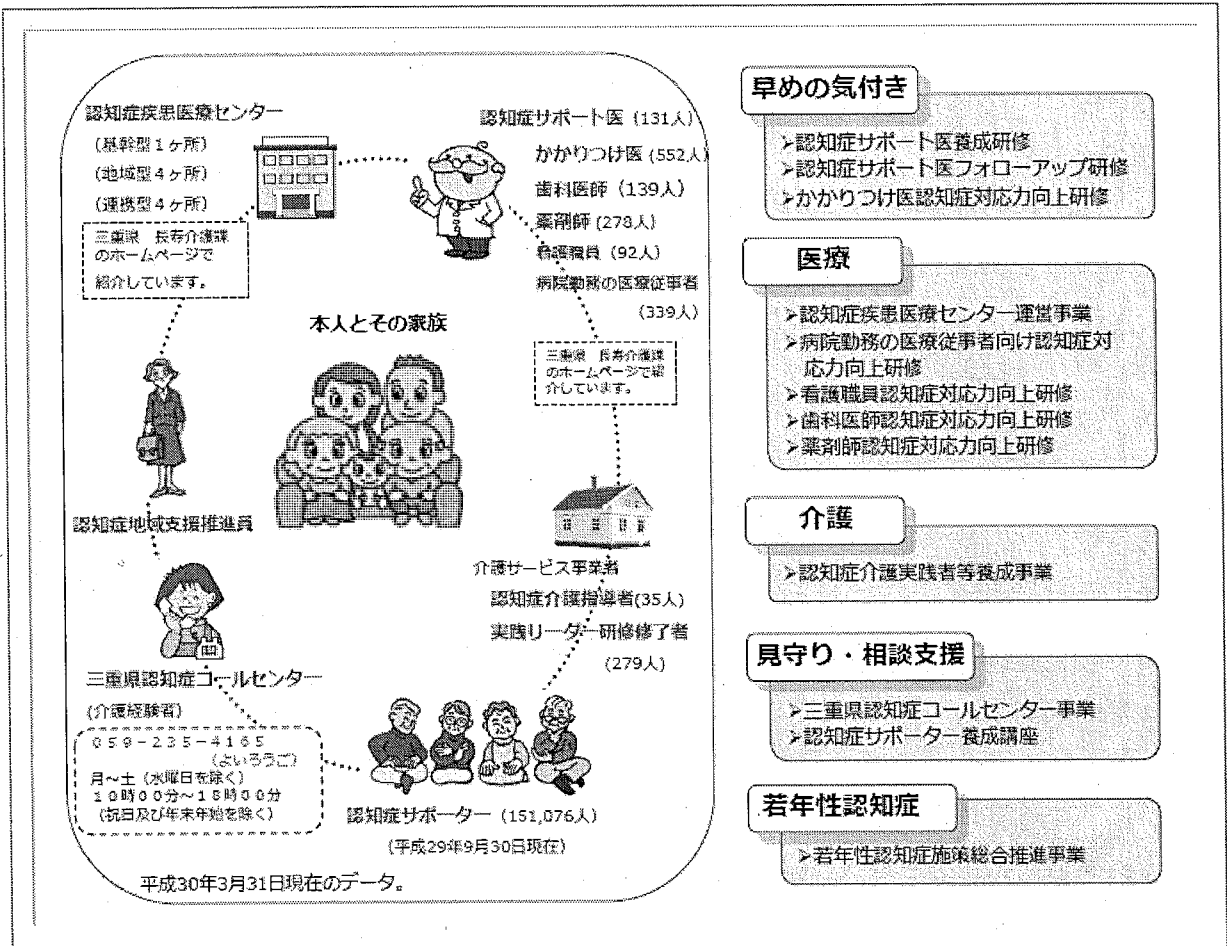 認知症疾患医療センター
(基幹型1ヶ所)
(地域型4ヶ所)
(連携型4ヶ所)
三重県　長寿介護課
のホームページで
紹介しています。
認知症サポート医 (131人)
かかりつけ医 (552人)
歯科医師 (139人)
薬剤師 (278人)
看護職員 (92人)
病院勤務の医療従事者
(339人)
三重県　長寿介護課
のホームページで紹
介しています。
本人とその家族
認知症地域支援推進員
介護サービス事業者
認知症介護指導者(35人)
実践リーダー研修修了者
(279人)
三重県認知症コールセンター
(介護経験者)
０５９－２３５－４１６５
(よいろうご)
月～土（水曜日を除く）
１０時００分～１８時００分
(祝日及び年末年始を除く)
認知症サポーター (151,076人)
(平成29年9月30日現在)
平成30年3月31日現在のデータ。
早めの気付き
➢認知症サポート医養成研修
➢認知症サポート医フォローアップ研修
➢かかりつけ医認知症対応力向上研修
医療
➢認知症疾患医療センター運営事業
➢病院勤務の医療従事者向け認知症対
応力向上研修
➢看護職員認知症対応力向上研修
➢歯科医師認知症対応力向上研修
➢薬剤師認知症対応力向上研修
介護
➢認知症介護実践者等養成事業
見守り・相談支援
➢三重県認知症コールセンター事業
➢認知症サポーター養成講座
若年性認知症
➢若年性認知症施策総合推進事業